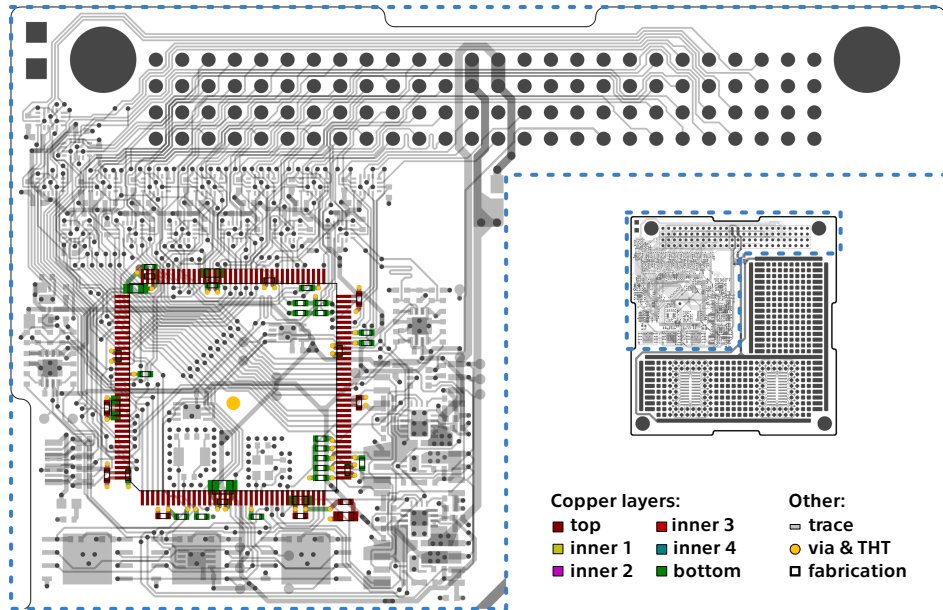 Copper layers:
Other:
top
inner 3
trace
inner 1
inner 4
via & THT
inner 2
bottom
fabrication